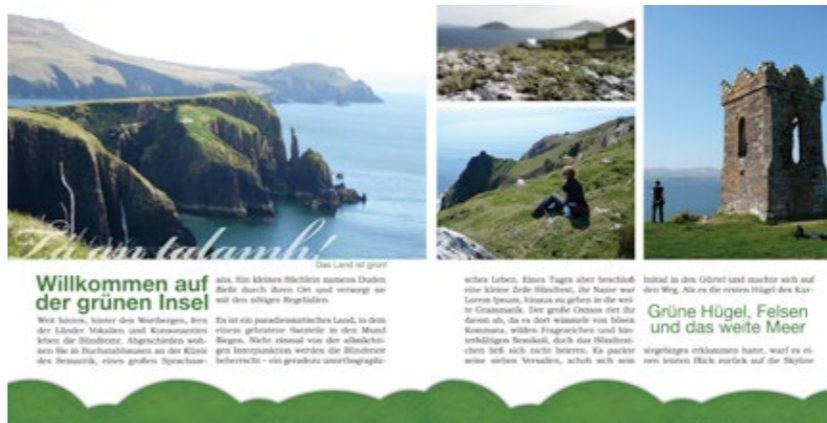 Tá an talamh!
Das Land ist grün!
Willkommen auf
der grünen Insel
Weit hinten, hinter den Wortbergen, fern
der Länder Vokalien und Konsonantien
leben die Blindtexte. Abgeschieden woh-
nen Sie in Buchstabhausen an der Küste
des Semantik, eines großen Sprachoze-
ans. Ein kleines Bächlein namens Duden
fließt durch ihren Ort und versorgt sie
mit den nötigen Regelialien.
Es ist ein paradiesmatisches Land, in dem
einem gebratene Satzteile in den Mund
fliegen. Nicht einmal von der allmächti-
gen Interpunktion werden die Blindtexte
beherrscht – ein geradezu unorthographi-
sches Leben. Eines Tages aber beschloß
eine kleine Zeile Blindtext, ihr Name war
Lorem Ipsum, hinaus zu gehen in die wei-
te Grammatik. Der große Oxmox riet ihr
davon ab, da es dort wimmele von bösen
Kommata, wilden Fragezeichen und hin-
terhältigen Semikoli, doch das Blindtext-
chen ließ sich nicht beirren. Es packte
seine sieben Versalien, schob sich sein
Initial in den Gürtel und machte sich auf
den Weg. Als es die ersten Hügel des Kur-
Grüne Hügel, Felsen
und das weite Meer
sivgebirges erklommen hatte, warf es ei-
nen letzten Blick zurück auf die Skyline